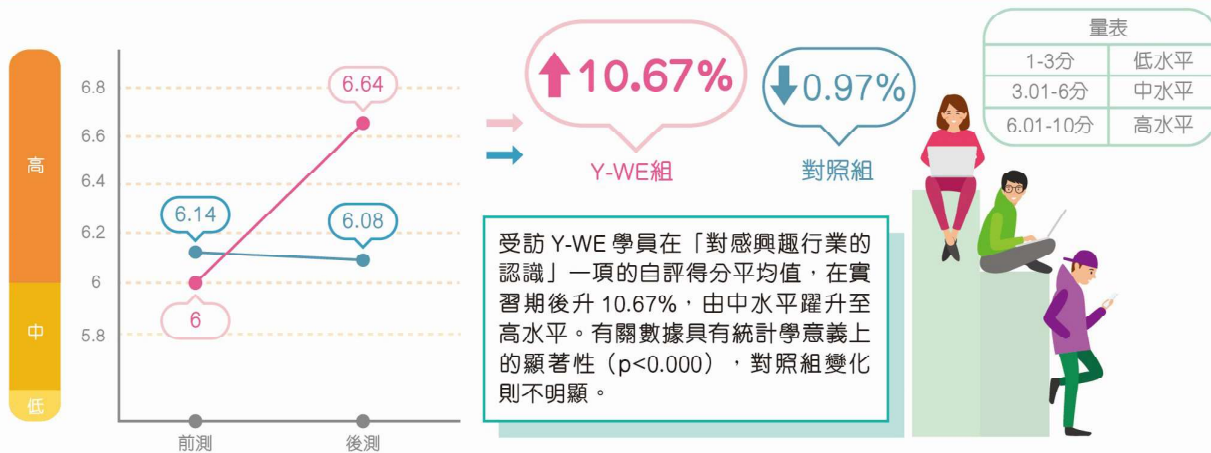 高
中
低
6.8
6.6
6.4
6.2
6
5.8
6.14
6
6.64
6.08
前測
後測
10.67%
Y-WE組
0.97%
對照組
量表
1-3分 低水平
3.01-6分 中水平
6.01-10分 高水平
受訪 Y-WE 學員在「對感興趣行業的
認識」一項的自評得分平均值，在實
習期後升 10.67%，由中水平躍升至
高水平。有關數據具有統計學意義上
的顯著性（p<0.000），對照組變化
則不明顯。